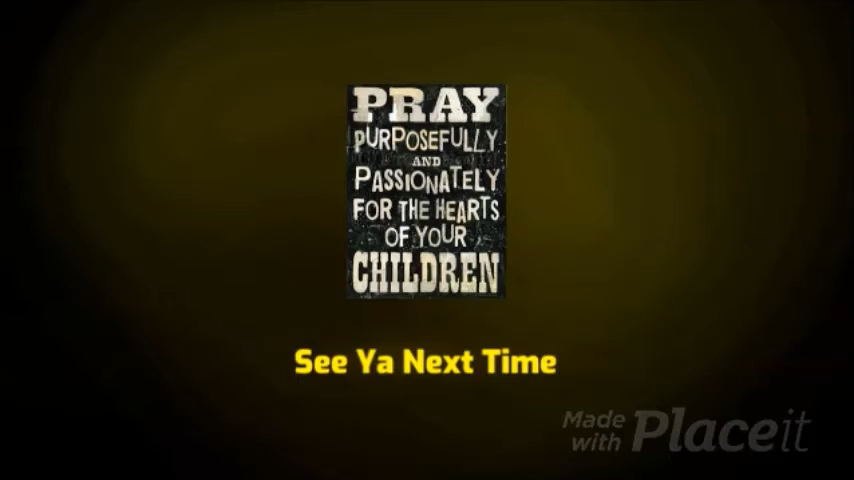 PRAY
PURPOSEFULLY
AND
PASSIONATELY
FOR THE HEARTS
OF YOUR
CHILDREN
See Ya Next Time
Made
with Placeit